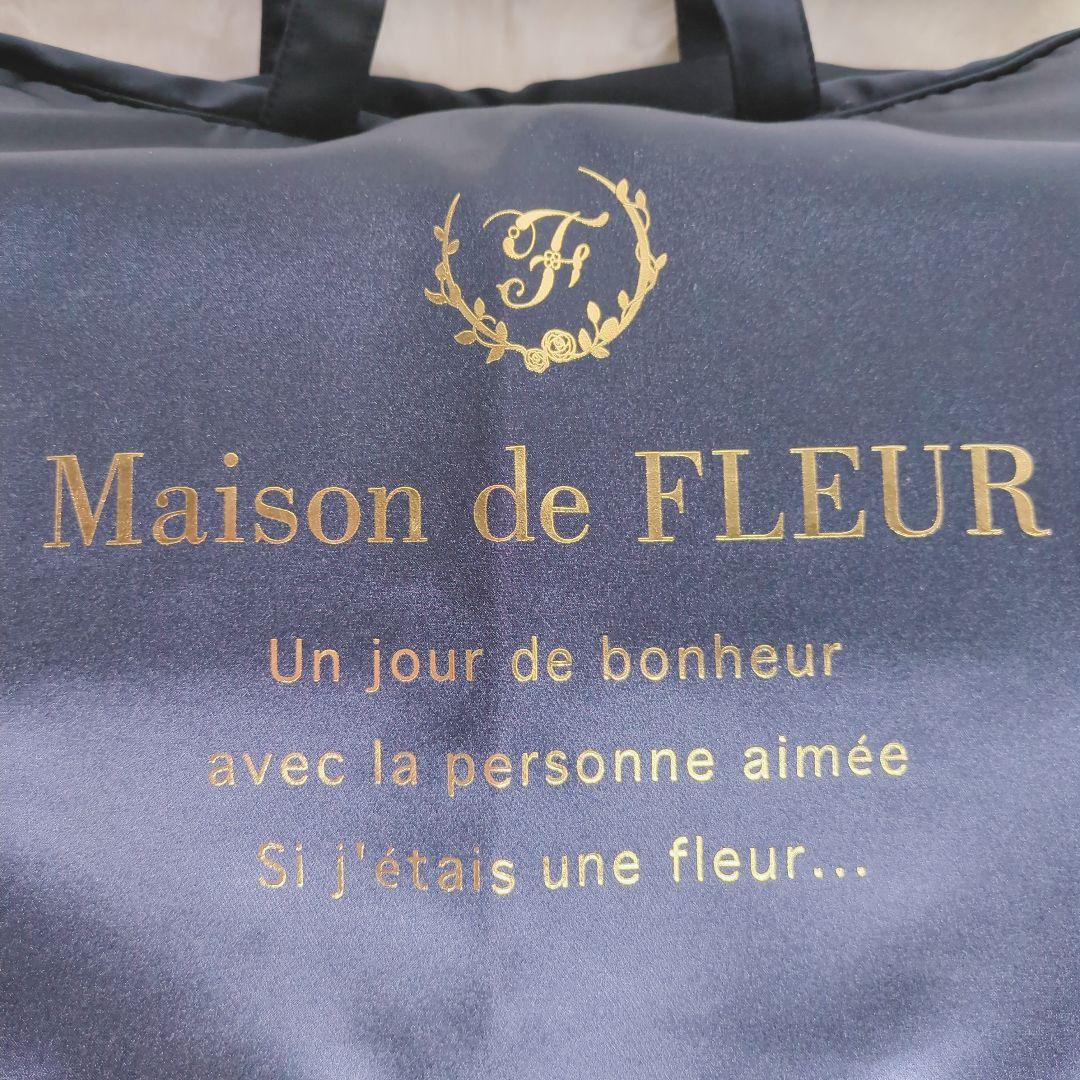 F
Maison de FLEUR
Un jour de bonheur
avec la personne aimée
Si j'étais une fleur...